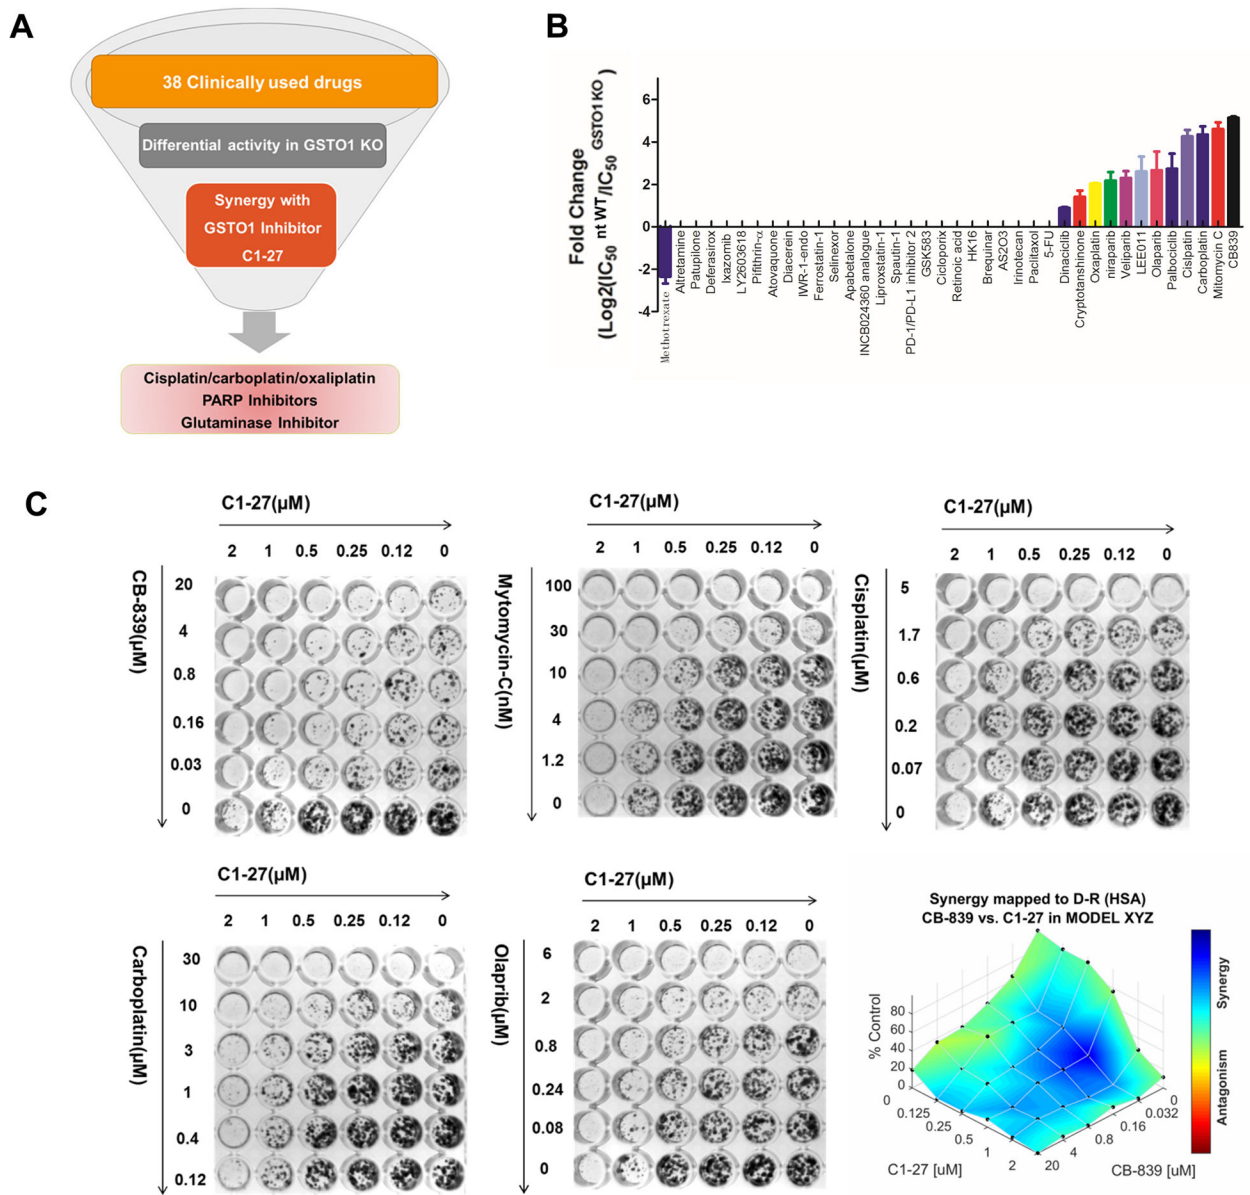 A
38 Clinically used drugs
Differential activity in GSTO1 KO
Synergy with
GSTO1 Inhibitor
C1-27
Cisplatin/carboplatin/oxaliplatin
PARP Inhibitors
Glutaminase Inhibitor
B
Fold Change
(Log2(IC50 nt WT/IC50 GSTO1 KO)
6
4
2
0
-2
-4
Methotrexate
Altretamine
Patupilone
Deferasirox
Ixazomib
LY2603618
Pifithrin-α
Atovaquone
Diacerein
IWR-1-endo
Ferrostatin-1
Selinexor
Apabetalone
INCB024360 analogue
Liproxstatin-1
Spautin-1
PD-1/PD-L1 inhibitor 2
GSK583
Cicloporix
Retinoic acid
HK16
Brequinar
AS2O3
Irinotecan
Paclitaxol
5-FU
Dinaciclib
Cryptotanshinone
Oxaplatin
niraparib
Veliparib
LEE011
Olaparib
Palbociclib
Cislpatin
Carboplatin
Mitomycin C
CB839
C
C1-27(µM)
2 1 0.5 0.25 0.12 0
CB-839(µM)
20
4
0.8
0.16
0.03
0
C1-27(µM)
2 1 0.5 0.25 0.12 0
Mytomycin-C(nM)
100
30
10
4
1.2
0
C1-27(µM)
2 1 0.5 0.25 0.12 0
Cisplatin(µM)
5
1.7
0.6
0.2
0.07
0
C1-27(µM)
2 1 0.5 0.25 0.12 0
Carboplatin(µM)
30
10
3
1
0.4
0.12
C1-27(µM)
2 1 0.5 0.25 0.12 0
Olaprib(µM)
6
2
0.8
0.24
0.08
0
Synergy mapped to D-R (HSA)
CB-839 vs. C1-27 in MODEL XYZ
% Control
80
60
40
20
0
0 0.125 0.25 0.5 1 2
C1-27 [uM]
20 4 0.8 0.16 0.032 0
CB-839 [uM]
Synergy
Antagonism